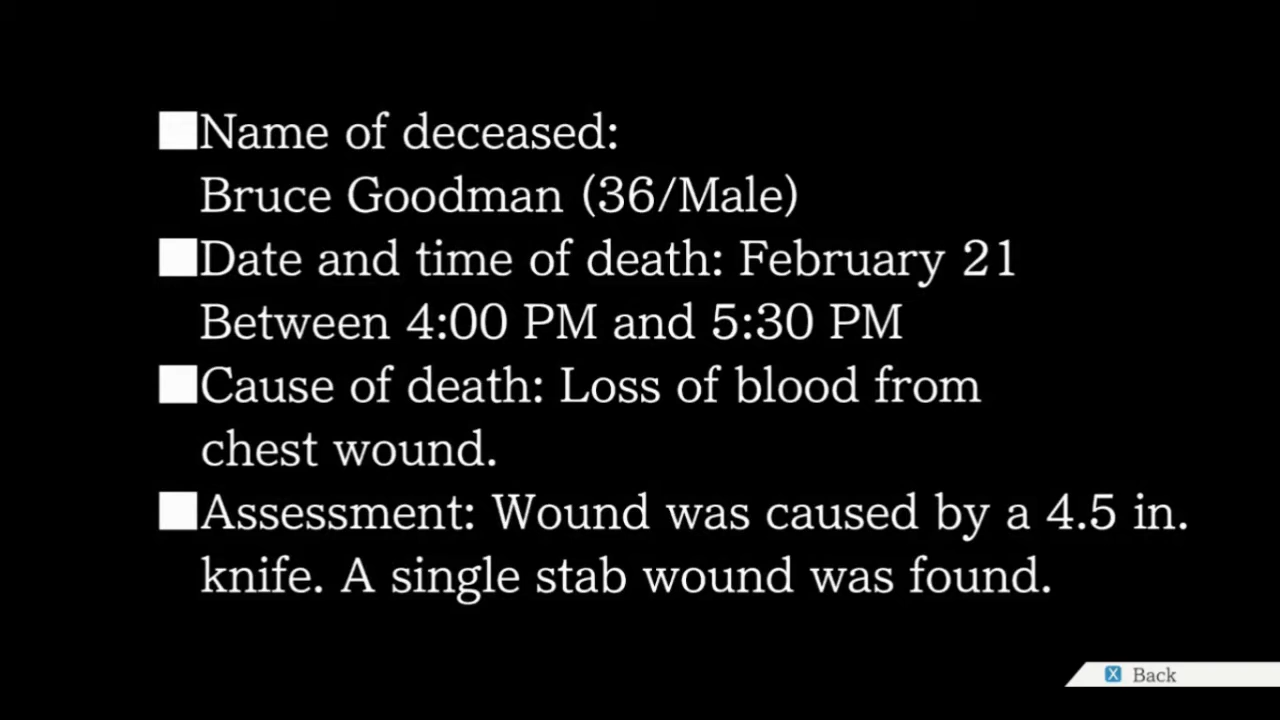 ■Name of deceased:
Bruce Goodman (36/Male)
■Date and time of death: February 21
Between 4:00 PM and 5:30 PM
■Cause of death: Loss of blood from
chest wound.
■Assessment: Wound was caused by a 4.5 in.
knife. A single stab wound was found.
X Back